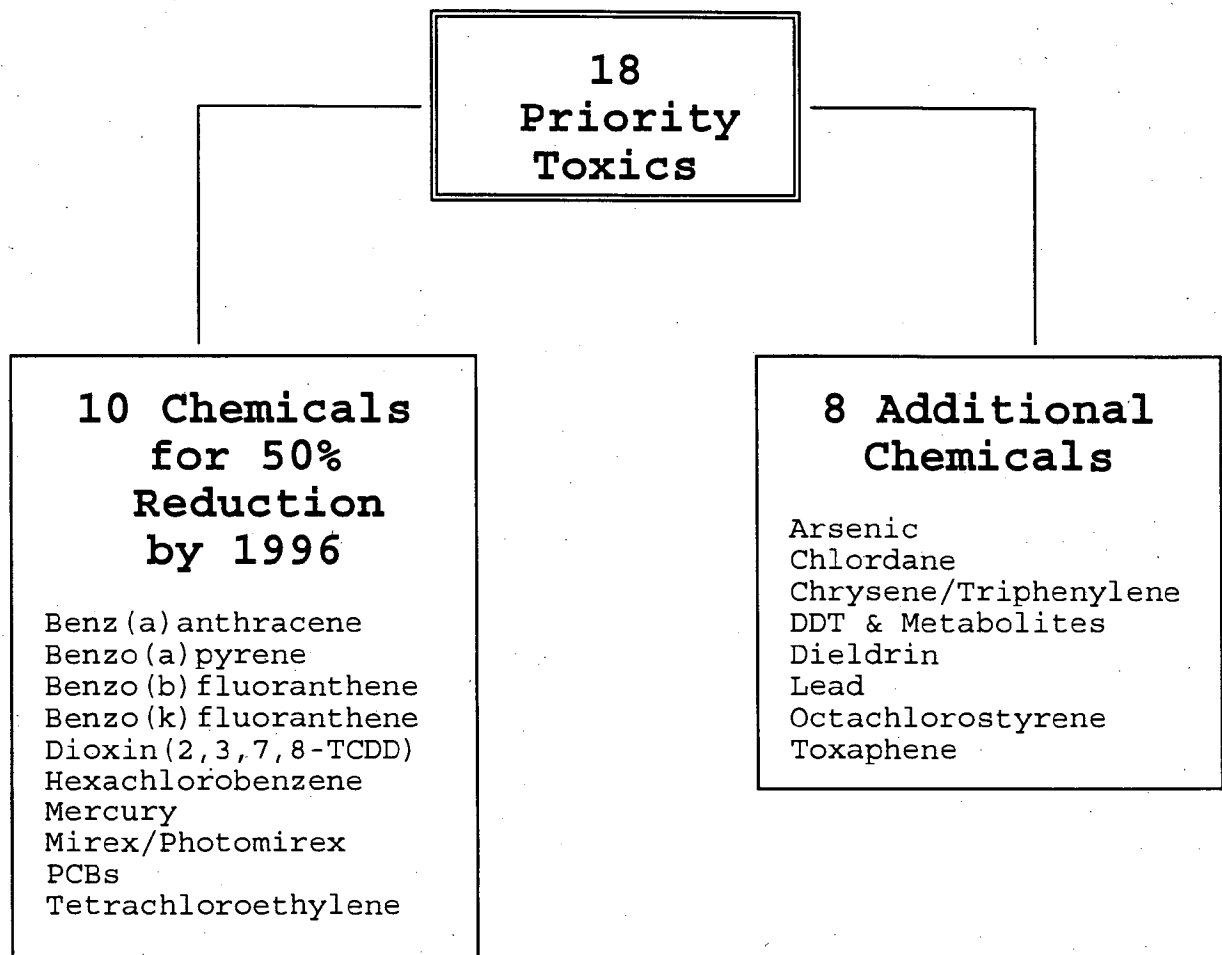 18
Priority
Toxics
10 Chemicals
for 50%
Reduction
by 1996
Benz(a)anthracene
Benzo(a)pyrene
Benzo(b)fluoranthene
Benzo(k)fluoranthene
Dioxin(2,3,7,8-TCDD)
Hexachlorobenzene
Mercury
Mirex/Photomirex
PCBs
Tetrachloroethylene
8 Additional
Chemicals
Arsenic
Chlordane
Chrysene/Triphenylene
DDT & Metabolites
Dieldrin
Lead
Octachlorostyrene
Toxaphene